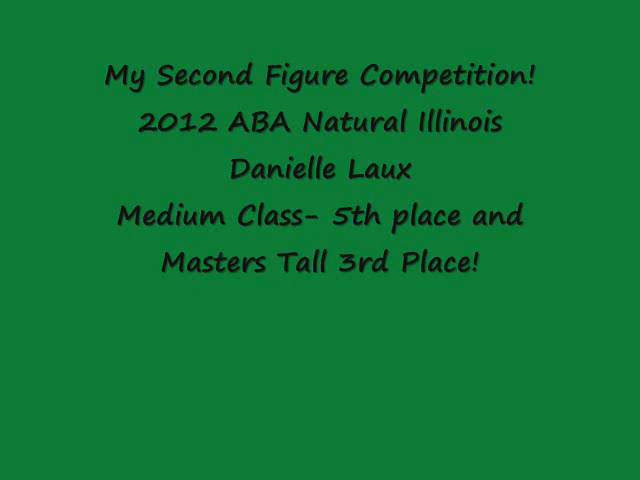 My Second Figure Competition!
2012 ABA Natural Illinois
Danielle Laux
Medium Class- 5th place and
Masters Tall 3rd Place!